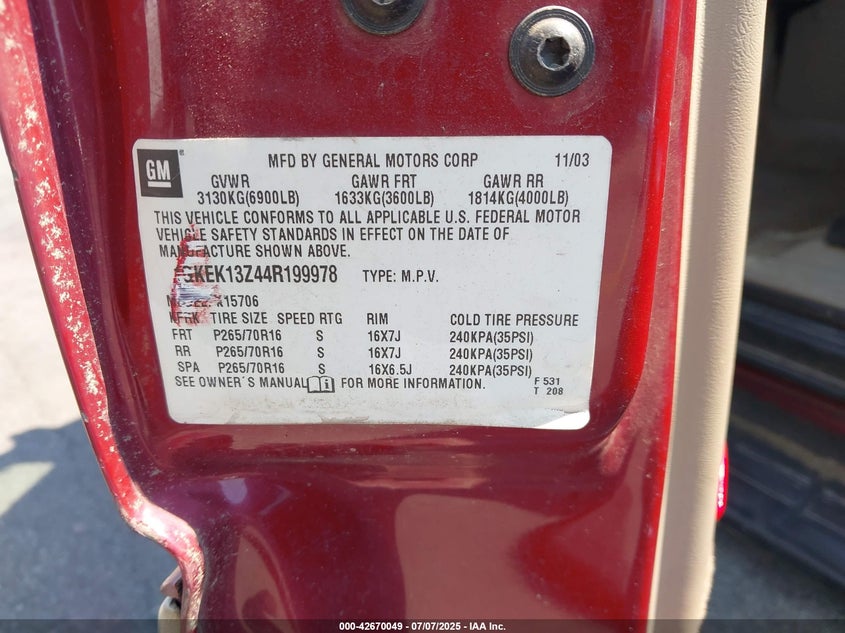 GM
MFD BY GENERAL MOTORS CORP 11/03
GVWR GAWR FRT GAWR RR
3130KG(6900LB) 1633KG(3600LB) 1814KG(4000LB)
THIS VEHICLE CONFORMS TO ALL APPLICABLE U.S. FEDERAL MOTOR
VEHICLE SAFETY STANDARDS IN EFFECT ON THE DATE OF
MANUFACTURE SHOWN ABOVE.
GKEK13Z44R199978 TYPE: M.P.V.
K15706
TIRE SIZE SPEED RTG RIM COLD TIRE PRESSURE
FRT P265/70R16 S 16X7J 240KPA(35PSI)
RR P265/70R16 S 16X7J 240KPA(35PSI)
SPA P265/70R16 S 16X6.5J 240KPA(35PSI)
SEE OWNER'S MANUAL FOR MORE INFORMATION.
F 531
T 208
000-42670049 | 07/07/2025 - IAA Inc.